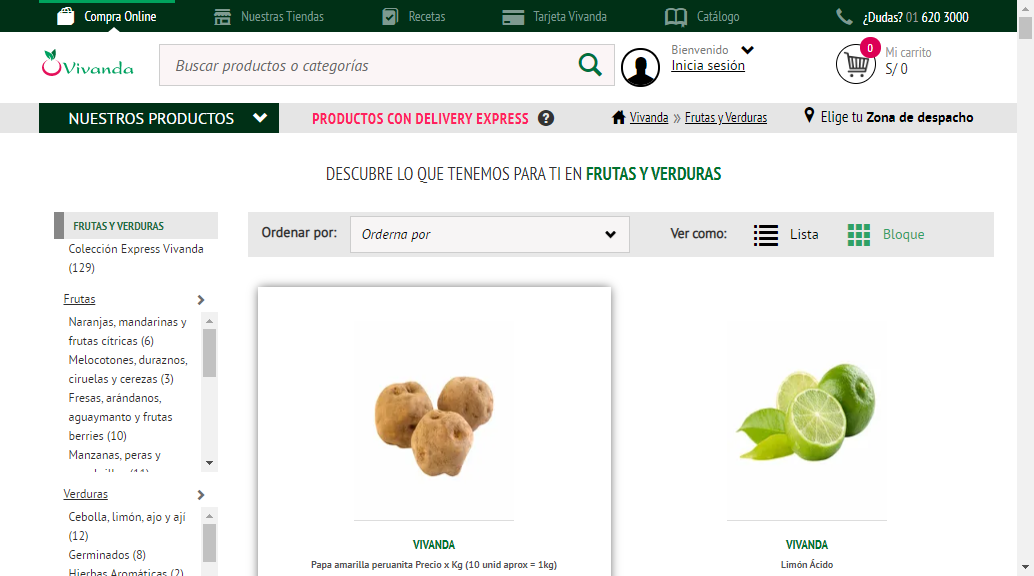 Compra Online
Nuestras Tiendas
Recetas
Tarjeta Vivanda
Catálogo
¿Dudas? 01 620 3000
Vivanda
Buscar productos o categorías
Bienvenido
Inicia sesión
0
Mi carrito
S/ 0
NUESTROS PRODUCTOS
PRODUCTOS CON DELIVERY EXPRESS ?
Vivanda » Frutas y Verduras
Elige tu Zona de despacho
DESCUBRE LO QUE TENEMOS PARA TI EN FRUTAS Y VERDURAS
FRUTAS Y VERDURAS
Colección Express Vivanda
(129)
Frutas
Naranjas, mandarinas y
frutas cítricas (6)
Melocotones, duraznos,
ciruelas y cerezas (3)
Fresas, arándanos,
aguaymanto y frutas
berries (10)
Manzanas, peras y
Verduras
Cebolla, limón, ajo y ají
(12)
Germinados (8)
Hierbas Aromáticas (2)
Ordenar por:
Orderna por
Ver como:
Lista
Bloque
VIVANDA
Papa amarilla peruanita Precio x Kg (10 unid aprox = 1kg)
VIVANDA
Limón Ácido